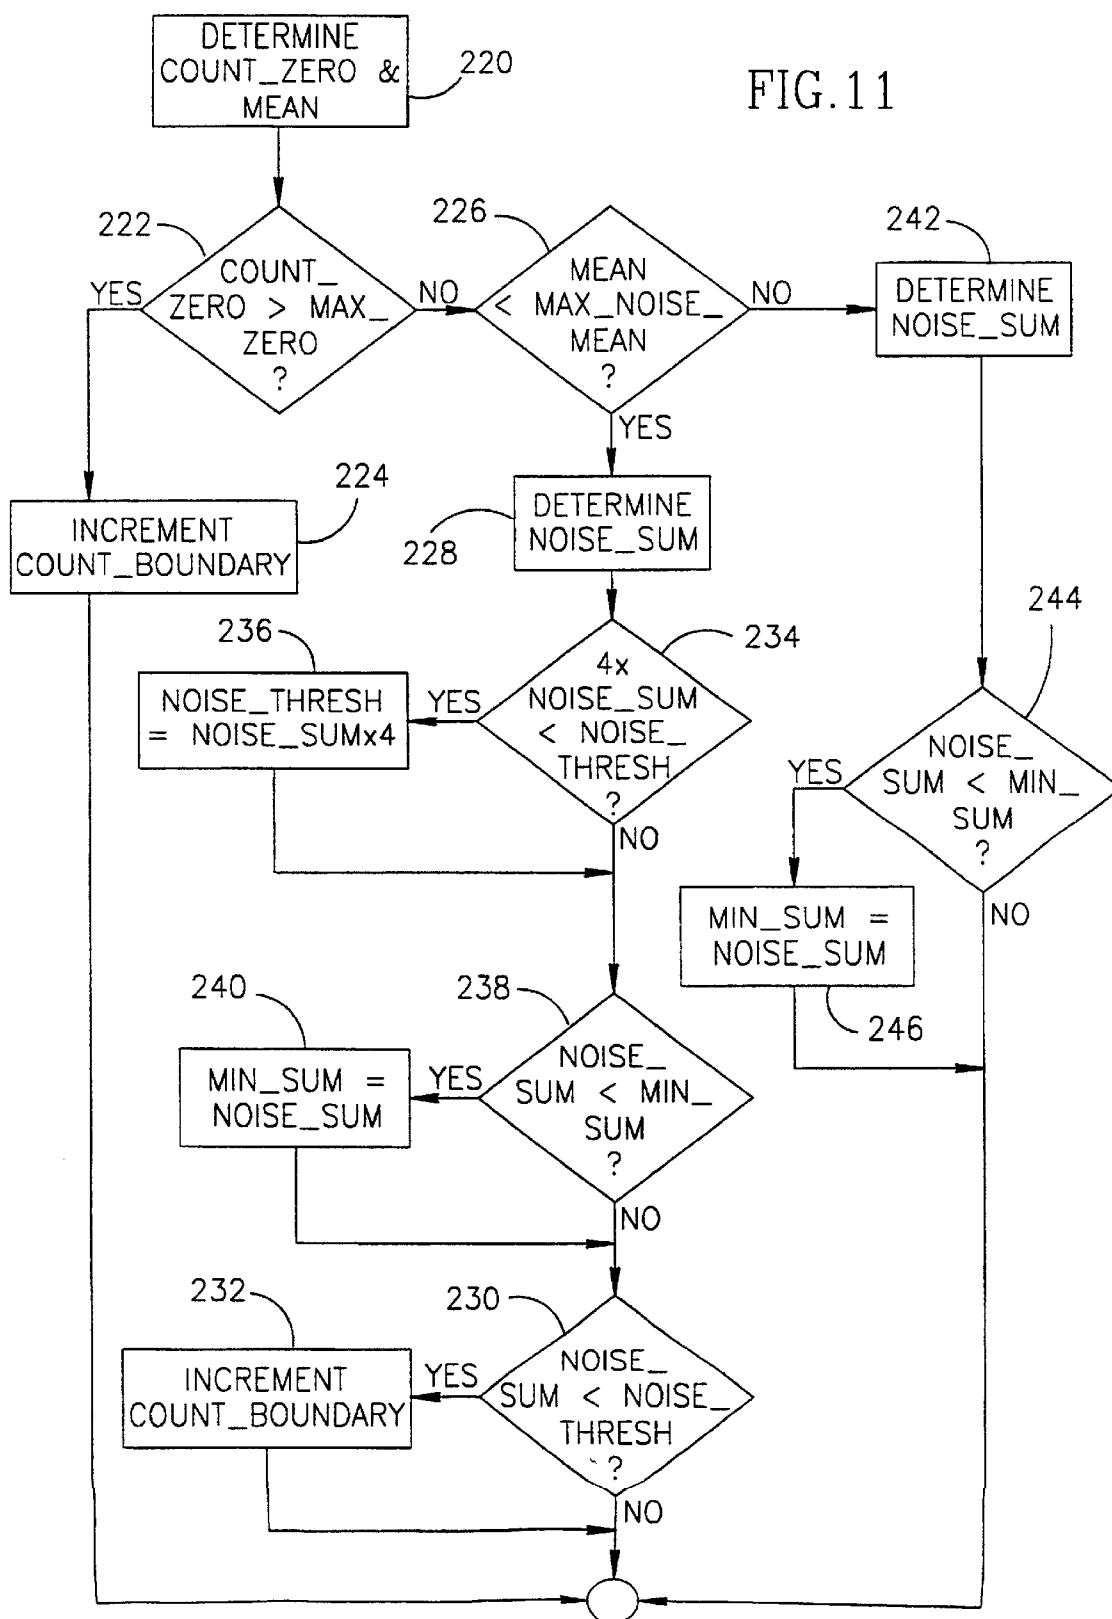 DETERMINE
COUNT_ZERO &
MEAN
220
FIG.11
222
COUNT_
ZERO > MAX_
ZERO
?
YES
NO
226
MEAN
< MAX_NOISE_
MEAN
?
NO
YES
242
DETERMINE
NOISE_SUM
224
INCREMENT
COUNT_BOUNDARY
DETERMINE
NOISE_SUM
228
236
NOISE_THRESH
= NOISE_SUMx4
YES
234
4x
NOISE_SUM
< NOISE_
THRESH
?
NO
244
NOISE_
SUM < MIN_
SUM
?
YES
NO
MIN_SUM =
NOISE_SUM
246
240
MIN_SUM =
NOISE_SUM
YES
238
NOISE_
SUM < MIN_
SUM
?
NO
232
INCREMENT
COUNT_BOUNDARY
YES
230
NOISE_
SUM < NOISE_
THRESH
?
NO